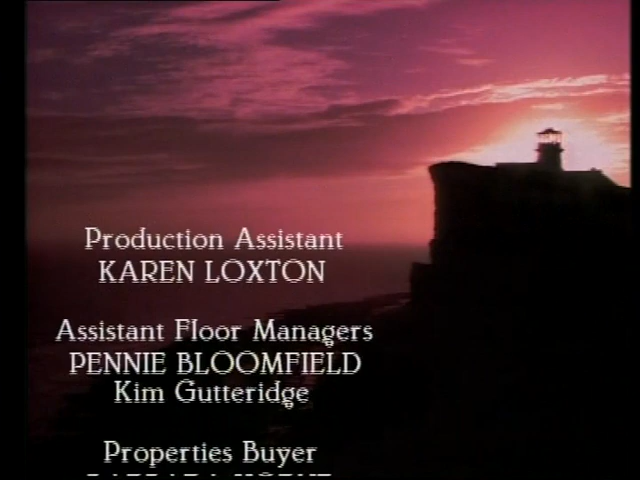 Production Assistant
KAREN LOXTON
Assistant Floor Managers
PENNIE BLOOMFIELD
Kim Gutteridge
Properties Buyer